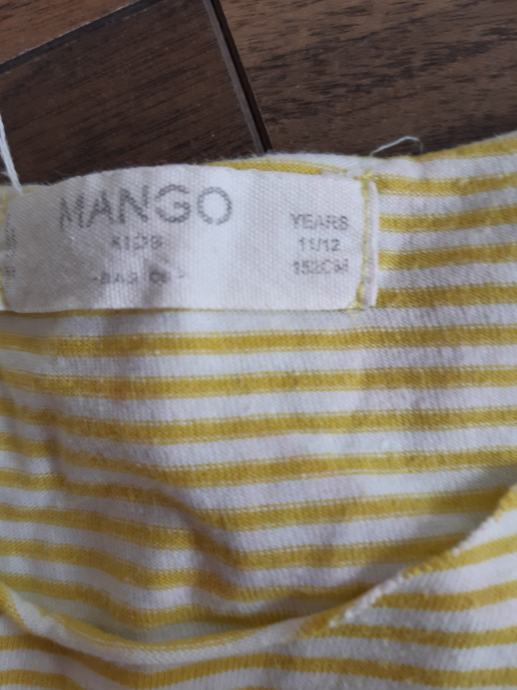 MANGO
KIDS
YEARS
11/12
152CM